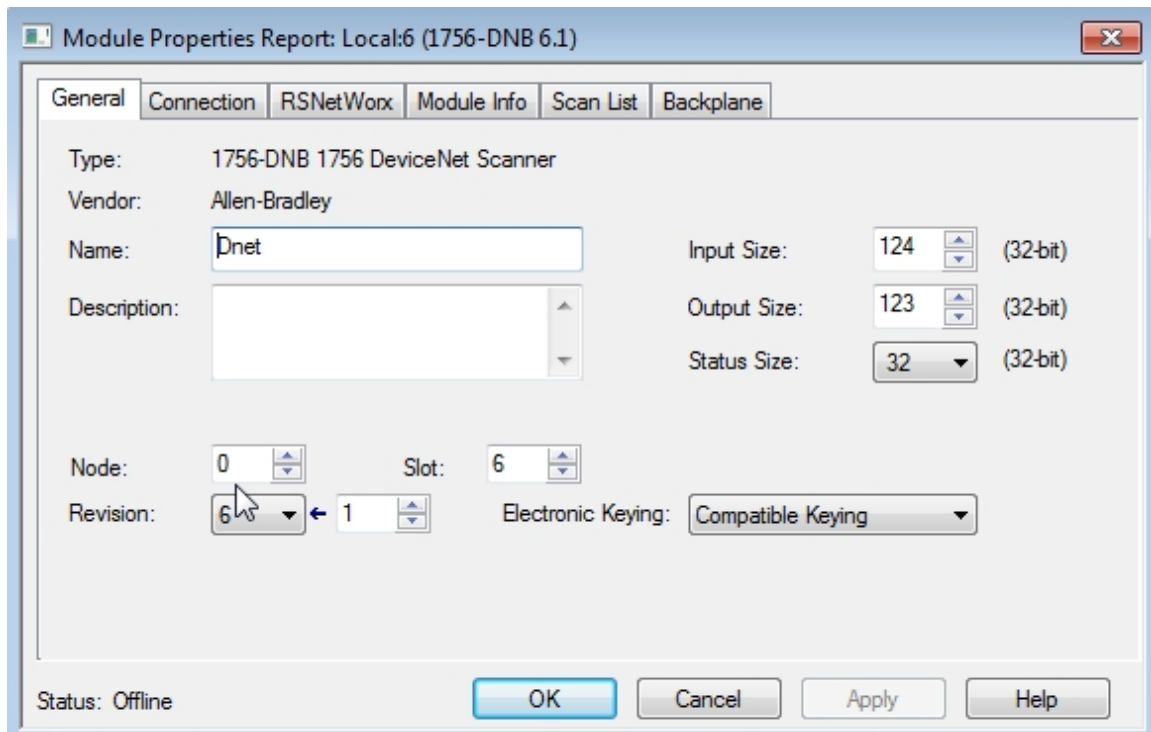 Module Properties Report: Local:6 (1756-DNB 6.1)
General Connection RSNetWorx Module Info Scan List Backplane
Type: 1756-DNB 1756 DeviceNet Scanner
Vendor: Allen-Bradley
Name: Dnet Input Size: 124 (32-bit)
Description: Output Size: 123 (32-bit)
Status Size: 32 (32-bit)
Node: 0 Slot: 6
Revision: 6 1 Electronic Keying: Compatible Keying
Status: Offline OK Cancel Apply Help